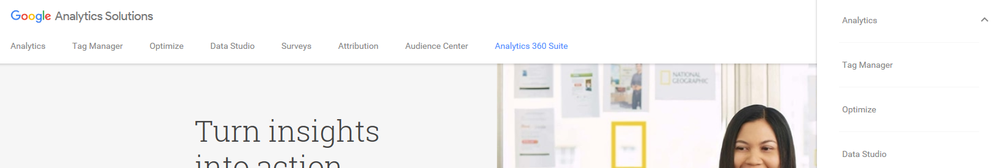 Google Analytics Solutions
Analytics Tag Manager Optimize Data Studio Surveys Attribution Audience Center Analytics 360 Suite
NATIONAL
GEOGRAPHIC
Turn insights
into action
Analytics
Tag Manager
Optimize
Data Studio